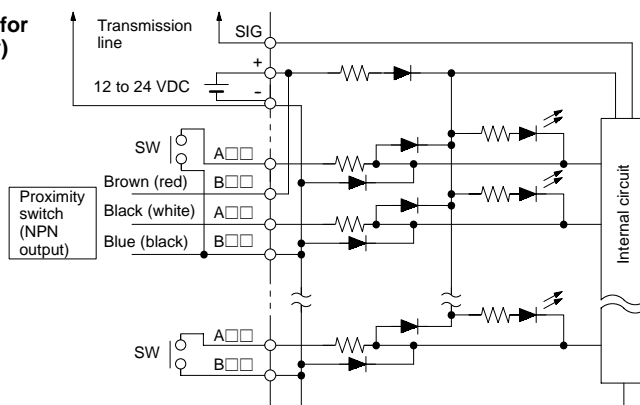 for
)
Transmission
line
SIG
+
12 to 24 VDC
-
SW
A□□
Brown (red)
B□□
Proximity
switch
(NPN
output)
Black (white)
A□□
Blue (black)
B□□
Internal circuit
SW
A□□
B□□